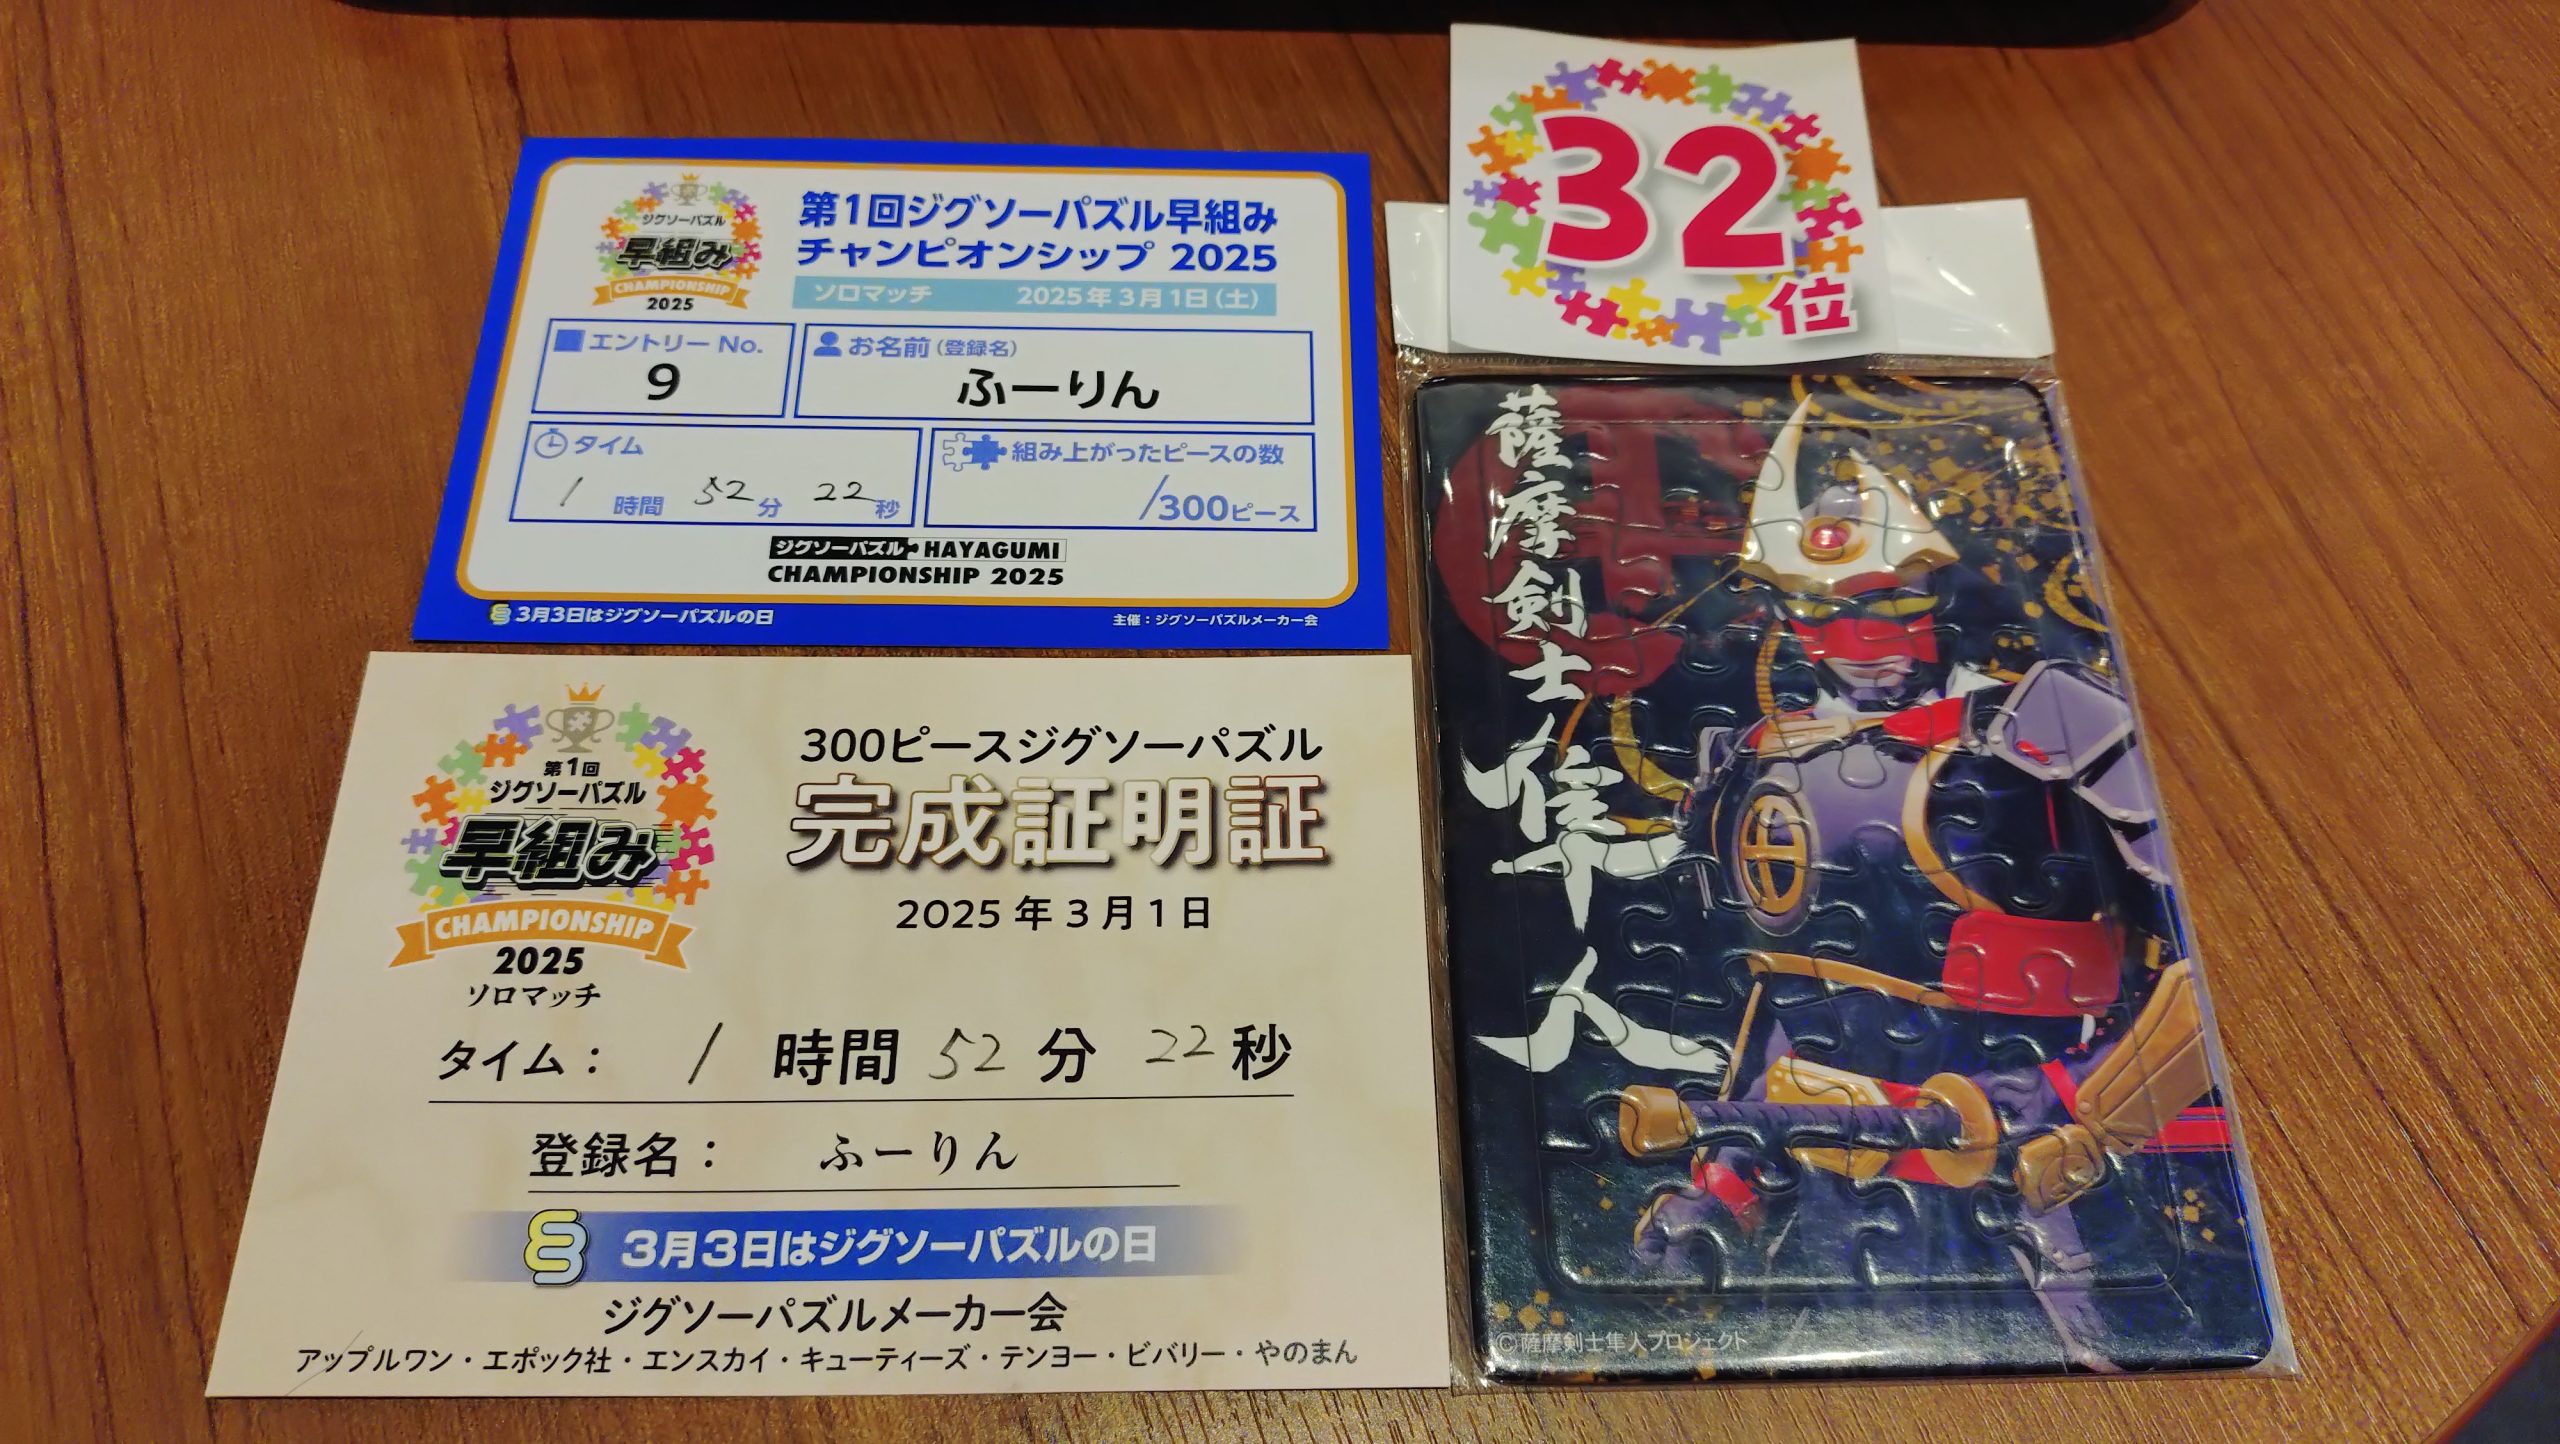 ジグソーパズル
早組み
CHAMPIONSHIP
2025
第1回ジグソーパズル早組み
チャンピオンシップ 2025
ソロマッチ 2025年3月1日(土)
エントリー No.
9
お名前(登録名)
ふーりん
タイム
1 時間 52 分 22 秒
組み上がったピースの数
/300ピース
ジグソーパズル HAYAGUMI
CHAMPIONSHIP 2025
3月3日はジグソーパズルの日
主催:ジグソーパズルメーカー会
32位
薩摩剣士隼人
©薩摩剣士隼人プロジェクト
第1回
ジグソーパズル
早組み
CHAMPIONSHIP
2025
ソロマッチ
300ピースジグソーパズル
完成証明証
2025年3月1日
タイム: 1 時間 52 分 22 秒
登録名: ふーりん
3月3日はジグソーパズルの日
ジグソーパズルメーカー会
アップルワン・エポック社・エンスカイ・キューティーズ・テンヨー・ビバリー・やのまん